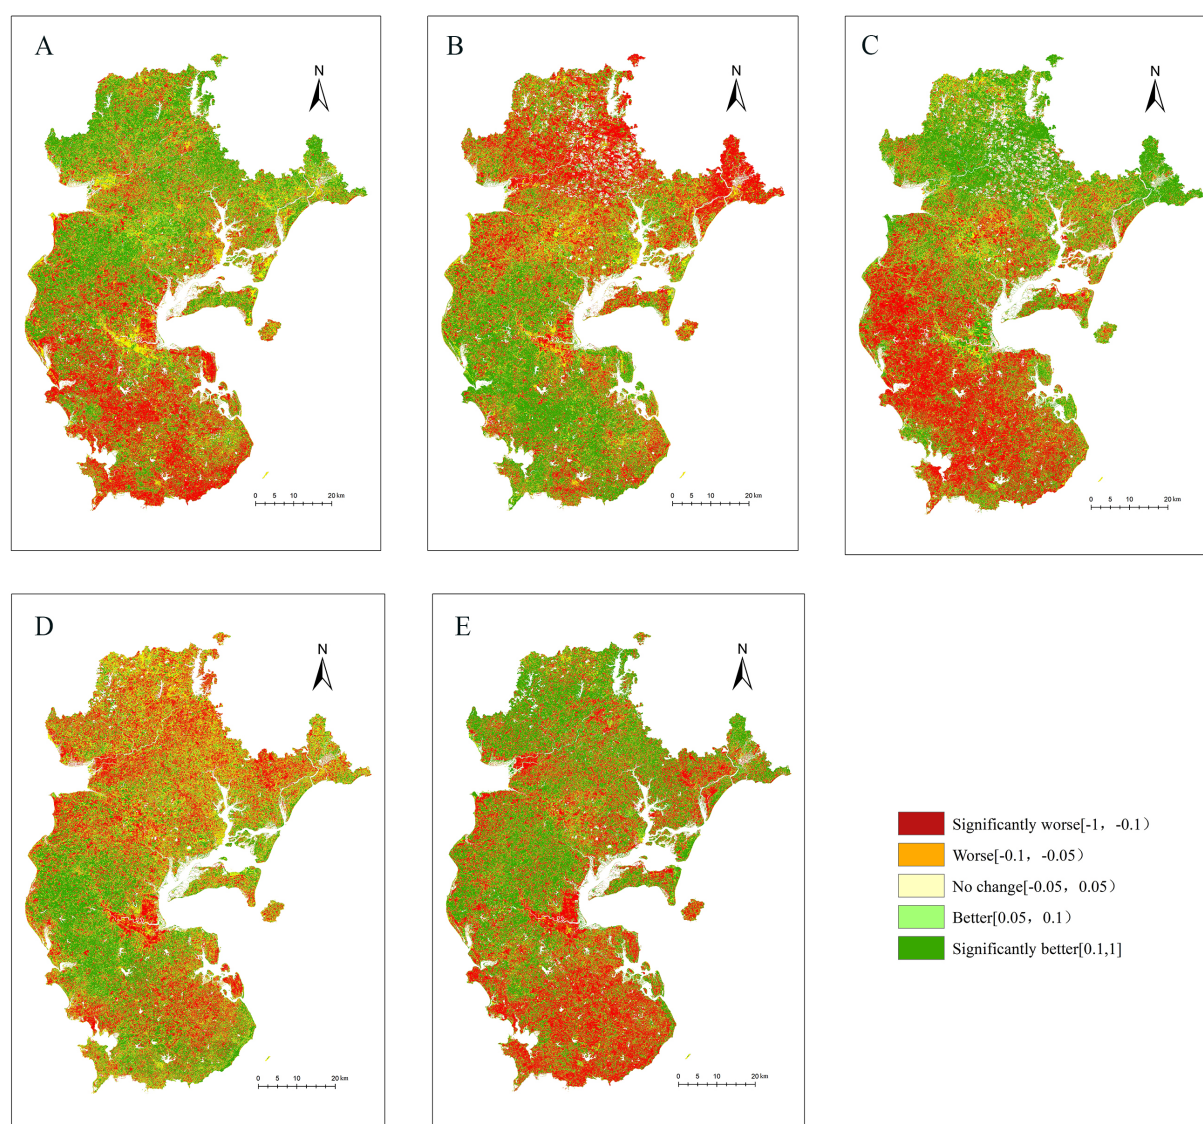 A
N
0 5 10 20 km
B
N
0 5 10 20 km
C
N
0 5 10 20 km
D
N
0 5 10 20 km
E
N
0 5 10 20 km
Significantly worse[-1，-0.1）
Worse[-0.1，-0.05)
No change[-0.05，0.05）
Better[0.05，0.1）
Significantly better[0.1,1]